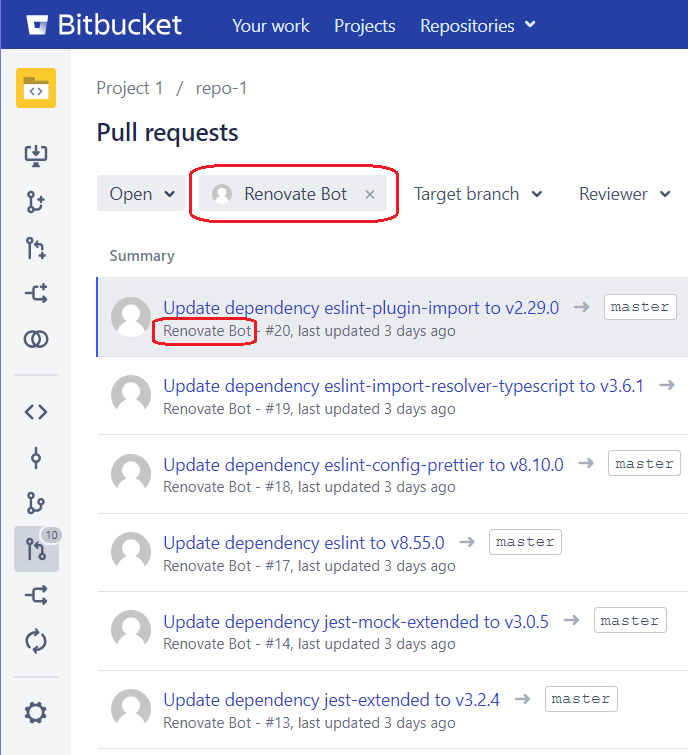 Bitbucket Your work Projects Repositories
Project 1 / repo-1
Pull requests
Open Renovate Bot × Target branch Reviewer
Summary
Update dependency eslint-plugin-import to v2.29.0 → master
Renovate Bot - #20, last updated 3 days ago
Update dependency eslint-import-resolver-typescript to v3.6.1 →
Renovate Bot - #19, last updated 3 days ago
Update dependency eslint-config-prettier to v8.10.0 → master
Renovate Bot - #18, last updated 3 days ago
10
Update dependency eslint to v8.55.0 → master
Renovate Bot - #17, last updated 3 days ago
Update dependency jest-mock-extended to v3.0.5 → master
Renovate Bot - #14, last updated 3 days ago
Update dependency jest-extended to v3.2.4 → master
Renovate Bot - #13, last updated 3 days ago